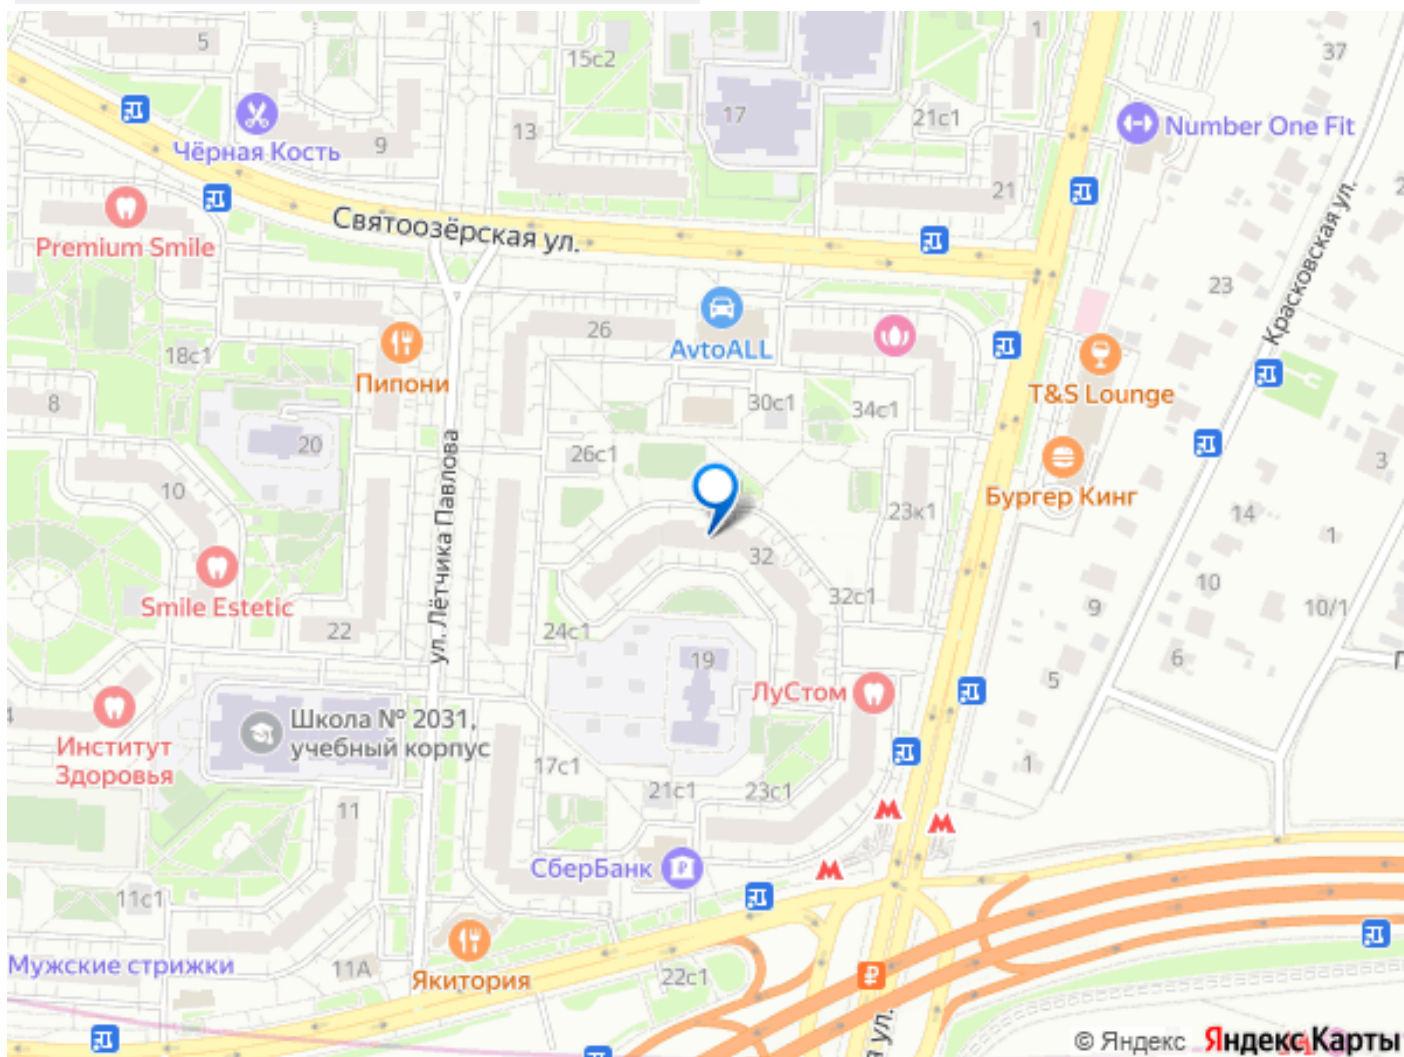 5
15с2
1
37
Чёрная Кость
9
13
17
21с1
Number One Fit
21
Premium Smile
Святоозёрская ул.
Красковская ул.
23
18с1
Пипони
26
AvtoALL
T&S Lounge
8
20
30с1
34с1
26с1
3
10
ул. Лётчика Павлова
Бургер Кинг
23к1
14
1
32
Smile Estetic
22
24с1
32с1
9
10
10/1
19
6
5
ЛуСтом
4
Институт
Здоровья
Школа № 2031,
учебный корпус
17с1
21с1
23с1
1
11
СберБанк
11с1
Мужские стрижки
11А
Якитория
22с1
я ул.
© Яндекс Яндекс Карты